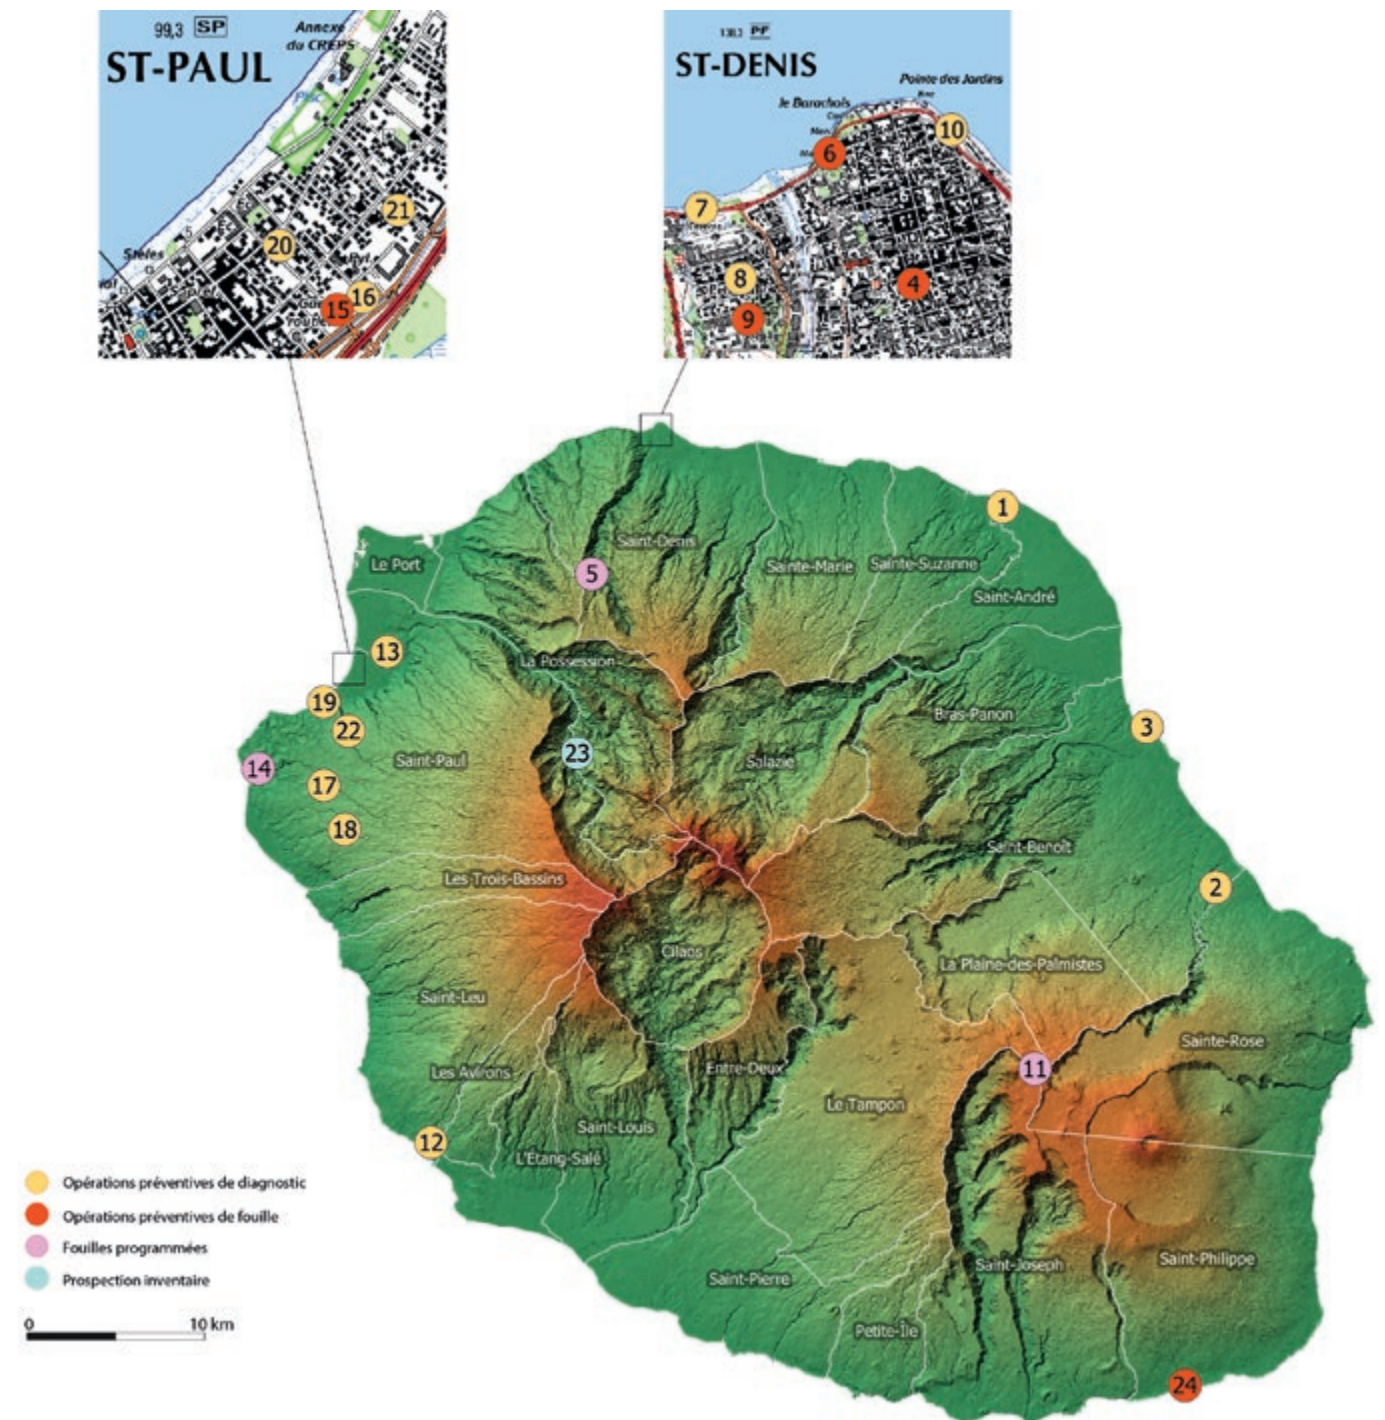 99,3 SP
ST-PAUL
Annexe
du CREPS
4
5
EC
Steles
21
20
16
15
ST-DENIS
Pointe des Jardins
le Barachois
10
6
7
8
4
9
1
Saint-Denis
Le Port
Sainte-Marie
Sainte-Suzanne
5
Saint-André
13
La Possession
19
22
Bras-Panon
3
23
14
Saint-Paul
Salazie
17
18
Saint-Benoît
Les Trois-Bassins
2
Cilaos
La Plaine-des-Palmistes
Saint-Leu
Sainte-Rose
Les Avirons
Entre-Deux
11
Le Tampon
Saint-Louis
12
L'Étang-Salé
Opérations préventives de diagnostic
Opérations préventives de fouille
Fouilles programmées
Prospection inventaire
0 10 km
Saint-Philippe
Saint-Joseph
Saint-Pierre
Petite-Île
24